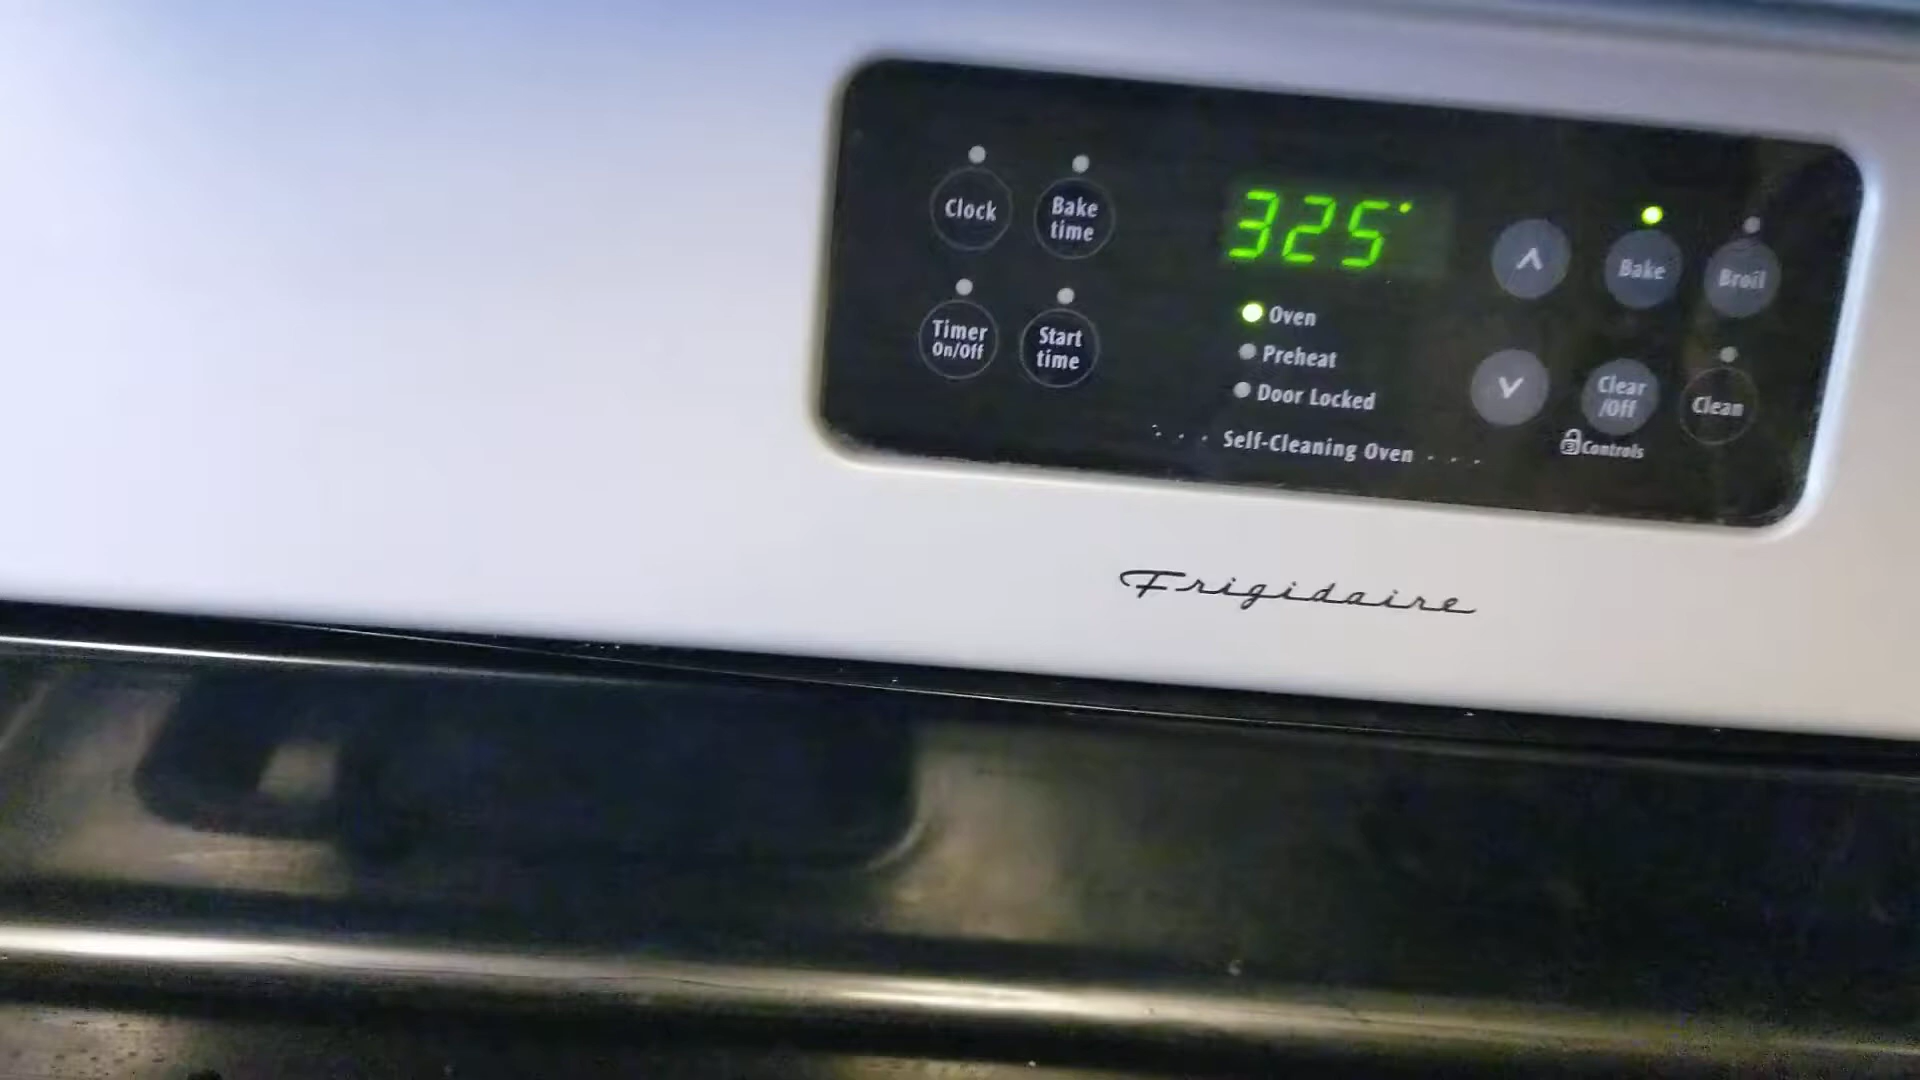 Clock
Bake
time
325°
Bake
Broil
Oven
Timer
On/Off
Start
time
Preheat
Door Locked
Clear
/Off
Clean
Self-Cleaning Oven
Controls
Frigidaire